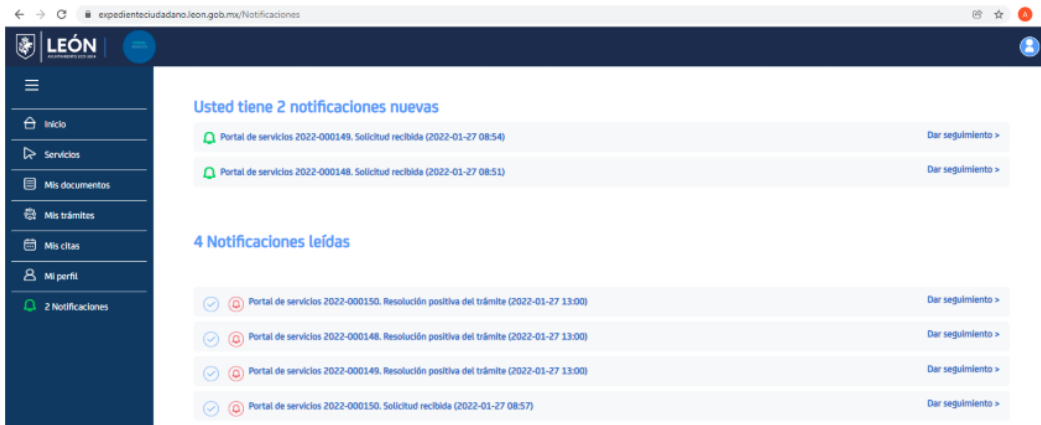 expedienteciudadano.leon.gob.mx/Notificaciones
A
LEÓN
Usted tiene 2 notificaciones nuevas
Inicio
Portal de servicios 2022-000149. Solicitud recibida (2022-01-27 08:54)
Dar seguimiento >
Servicios
Portal de servicios 2022-000148. Solicitud recibida (2022-01-27 08:51)
Dar seguimiento >
Mis documentos
Mis trámites
Mis citas
4 Notificaciones leídas
Mi perfil
2 Notificaciones
Portal de servicios 2022-000150. Resolución positiva del trámite (2022-01-27 13:00)
Dar seguimiento >
Portal de servicios 2022-000148. Resolución positiva del trámite (2022-01-27 13:00)
Dar seguimiento >
Portal de servicios 2022-000149. Resolución positiva del trámite (2022-01-27 13:00)
Dar seguimiento >
Portal de servicios 2022-000150. Solicitud recibida (2022-01-27 08:57)
Dar seguimiento >